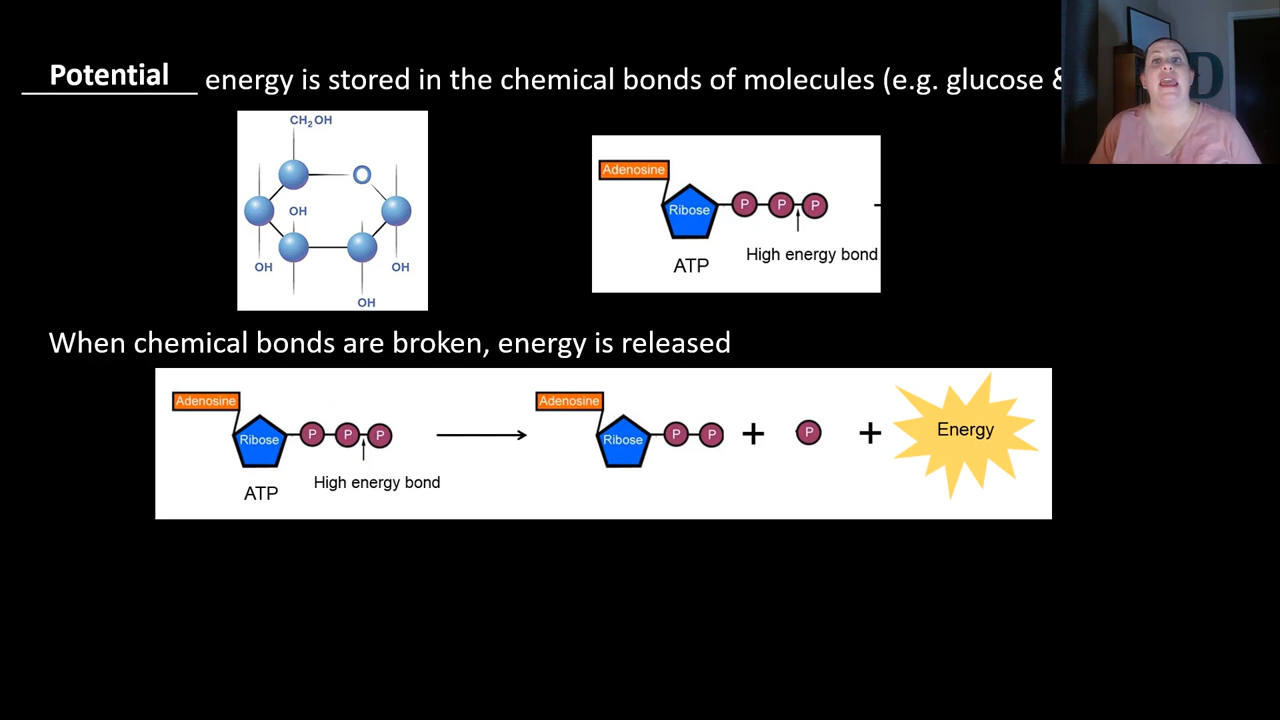 Potential energy is stored in the chemical bonds of molecules (e.g. glucose &
CH2OH
O
OH
OH
OH
OH
Adenosine
Ribose
P P P
High energy bond
ATP
D
When chemical bonds are broken, energy is released
Adenosine
Ribose
P P P
High energy bond
ATP
Adenosine
Ribose
P P + P + Energy